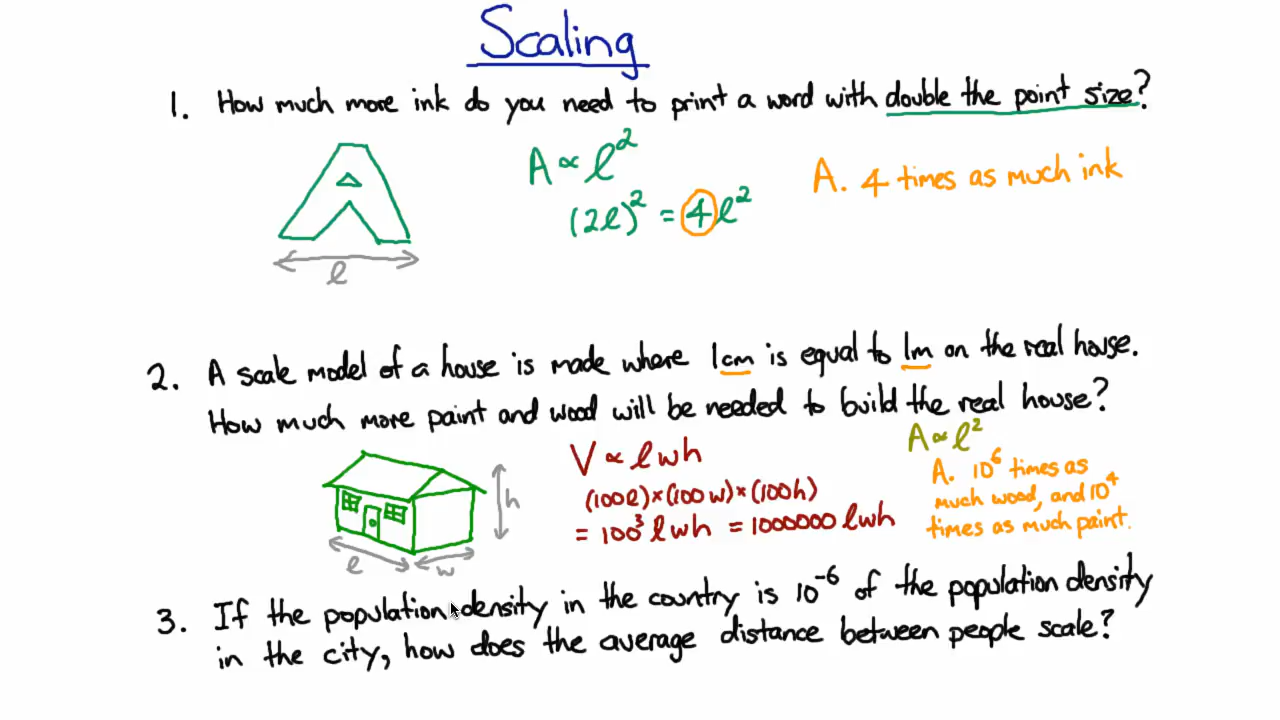 Scaling
1. How much more ink do you need to print a word with double the point size?
A ∝ l²
(2l)² = 4l²
A. 4 times as much ink
l
2. A scale model of a house is made where 1cm is equal to 1m on the real house.
How much more paint and wood will be needed to build the real house?
V ∝ l w h
(100l)×(100w)×(100h)
= 100³ l w h = 1000000 l w h
A ∝ l²
A. 10⁶ times as
much wood, and 10⁴
times as much paint.
h
l
w
3. If the population density in the country is 10⁻⁶ of the population density
in the city, how does the average distance between people scale?